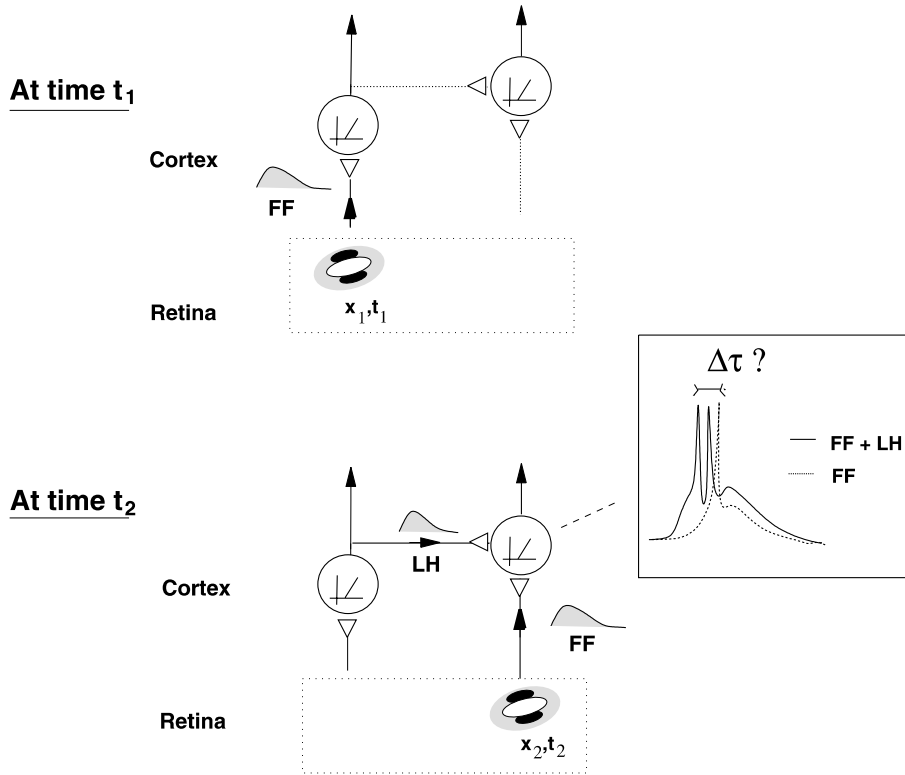 At time t1
Cortex
FF
Retina
x1,t1
Δτ ?
FF + LH
FF
At time t2
LH
Cortex
FF
Retina
x2,t2